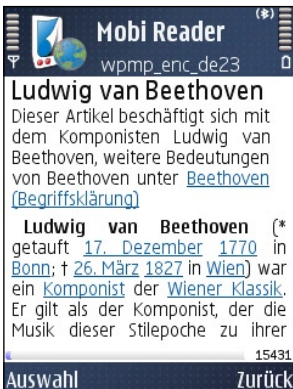 Mobi Reader
wpmp_enc_de23
Ludwig van Beethoven
Dieser Artikel beschäftigt sich mit
dem Komponisten Ludwig van
Beethoven, weitere Bedeutungen
von Beethoven unter Beethoven
(Begriffsklärung)
Ludwig van Beethoven (*
getauft 17. Dezember 1770 in
Bonn; † 26. März 1827 in Wien) war
ein Komponist der Wiener Klassik.
Er gilt als der Komponist, der die
Musik dieser Stilepoche zu ihrer
15431
Auswahl Zurück